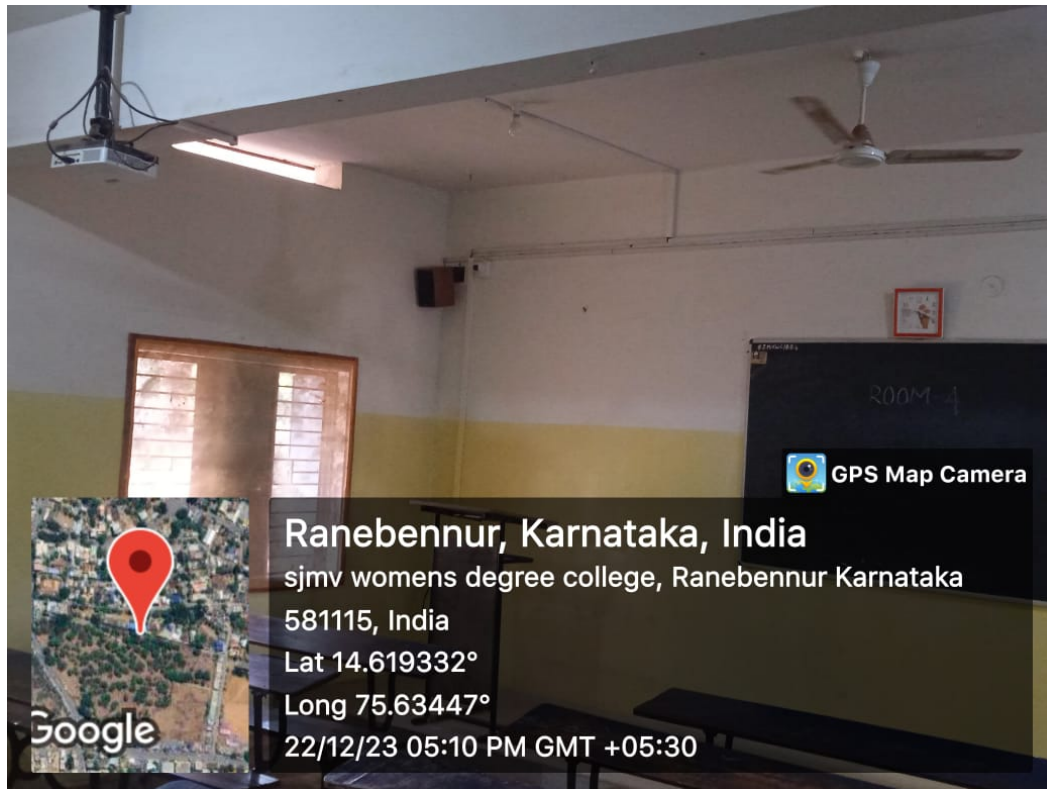 ROOM-4
GPS Map Camera
Ranebennur, Karnataka, India
sjmv womens degree college, Ranebennur Karnataka
581115, India
Lat 14.619332°
Long 75.63447°
22/12/23 05:10 PM GMT +05:30
Google